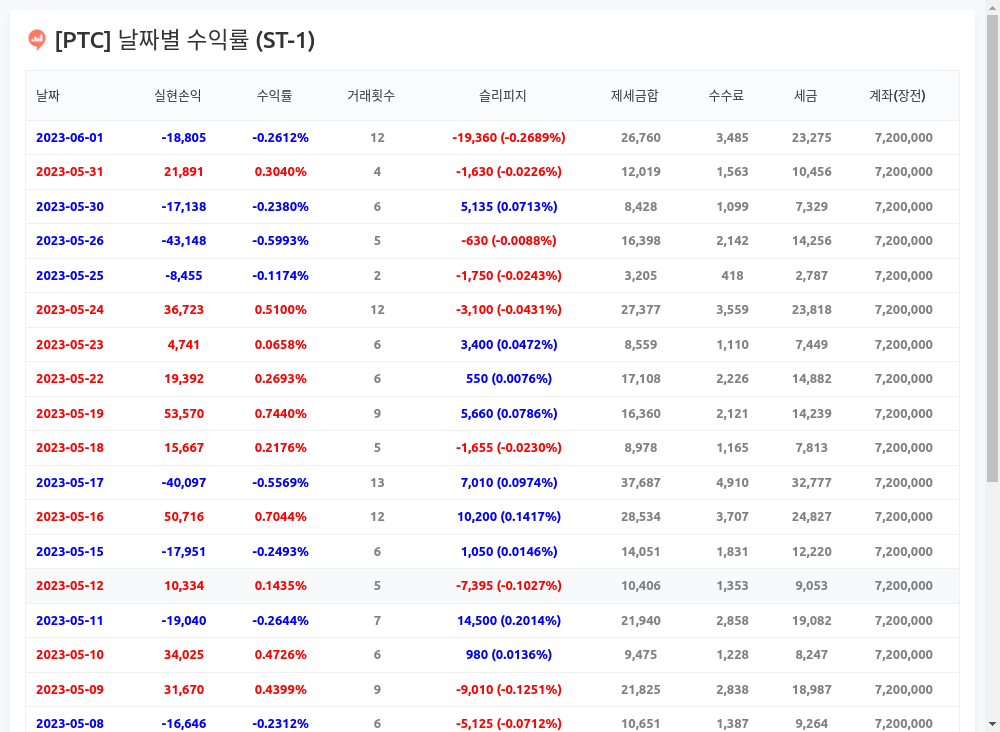 [PTC] 날짜별 수익률 (ST-1)
날짜 실현손익 수익률 거래횟수 슬리피지 제세금합 수수료 세금 계좌(장전)
2023-06-01 -18,805 -0.2612% 12 -19,360 (-0.2689%) 26,760 3,485 23,275 7,200,000
2023-05-31 21,891 0.3040% 4 -1,630 (-0.0226%) 12,019 1,563 10,456 7,200,000
2023-05-30 -17,138 -0.2380% 6 5,135 (0.0713%) 8,428 1,099 7,329 7,200,000
2023-05-26 -43,148 -0.5993% 5 -630 (-0.0088%) 16,398 2,142 14,256 7,200,000
2023-05-25 -8,455 -0.1174% 2 -1,750 (-0.0243%) 3,205 418 2,787 7,200,000
2023-05-24 36,723 0.5100% 12 -3,100 (-0.0431%) 27,377 3,559 23,818 7,200,000
2023-05-23 4,741 0.0658% 6 3,400 (0.0472%) 8,559 1,110 7,449 7,200,000
2023-05-22 19,392 0.2693% 6 550 (0.0076%) 17,108 2,226 14,882 7,200,000
2023-05-19 53,570 0.7440% 9 5,660 (0.0786%) 16,360 2,121 14,239 7,200,000
2023-05-18 15,667 0.2176% 5 -1,655 (-0.0230%) 8,978 1,165 7,813 7,200,000
2023-05-17 -40,097 -0.5569% 13 7,010 (0.0974%) 37,687 4,910 32,777 7,200,000
2023-05-16 50,716 0.7044% 12 10,200 (0.1417%) 28,534 3,707 24,827 7,200,000
2023-05-15 -17,951 -0.2493% 6 1,050 (0.0146%) 14,051 1,831 12,220 7,200,000
2023-05-12 10,334 0.1435% 5 -7,395 (-0.1027%) 10,406 1,353 9,053 7,200,000
2023-05-11 -19,040 -0.2644% 7 14,500 (0.2014%) 21,940 2,858 19,082 7,200,000
2023-05-10 34,025 0.4726% 6 980 (0.0136%) 9,475 1,228 8,247 7,200,000
2023-05-09 31,670 0.4399% 9 -9,010 (-0.1251%) 21,825 2,838 18,987 7,200,000
2023-05-08 -16,646 -0.2312% 6 -5,125 (-0.0712%) 10,651 1,387 9,264 7,200,000